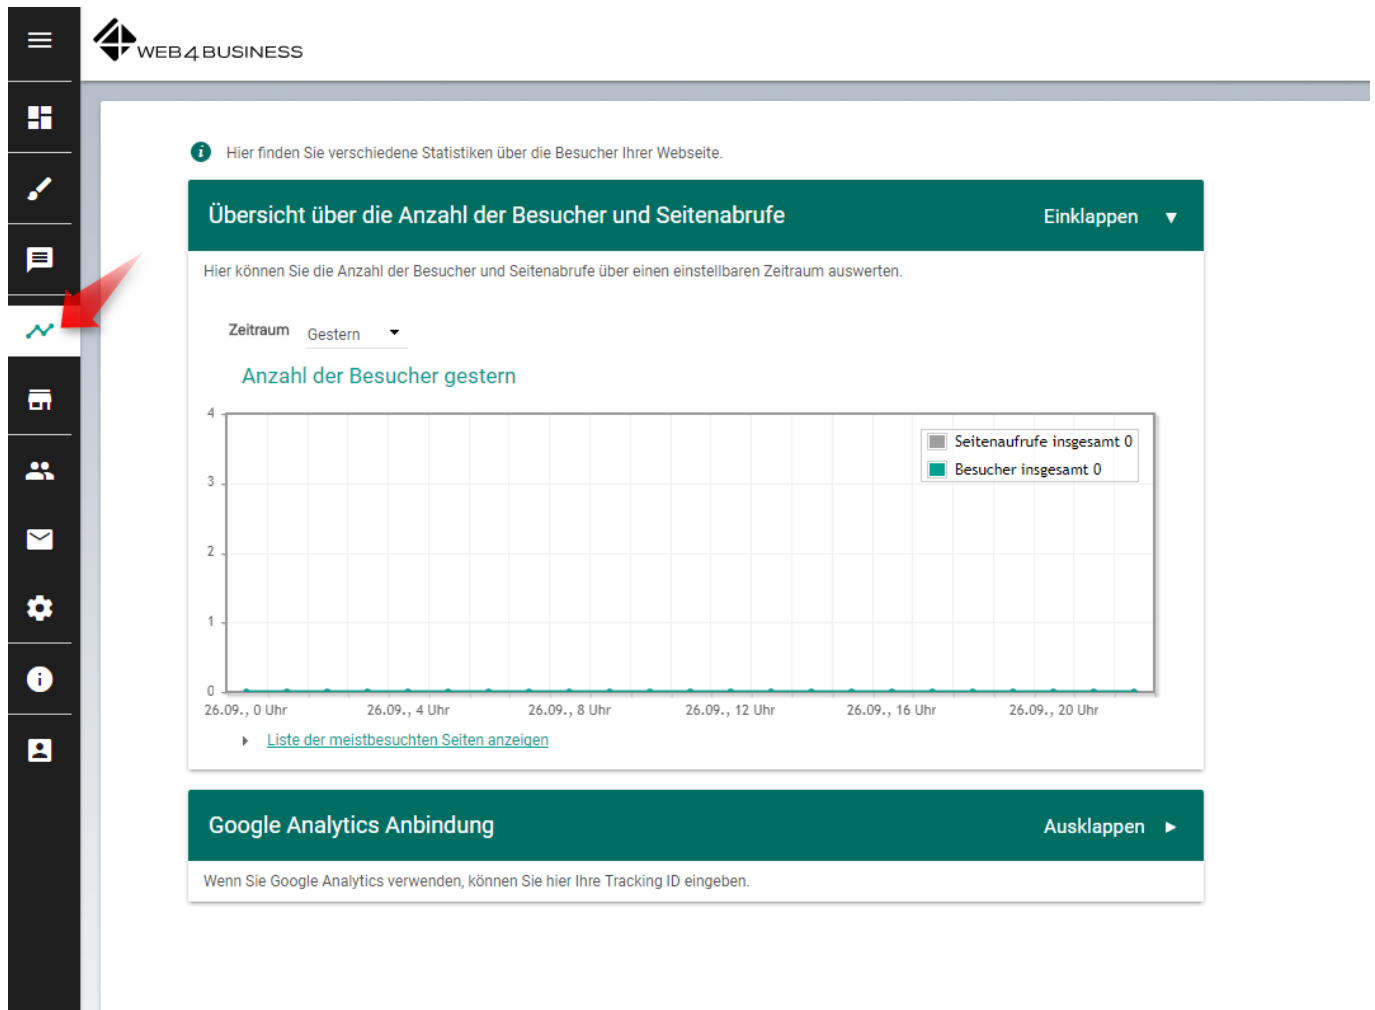 WEB4BUSINESS
Hier finden Sie verschiedene Statistiken über die Besucher Ihrer Webseite.
Übersicht über die Anzahl der Besucher und Seitenabrufe Einklappen
Hier können Sie die Anzahl der Besucher und Seitenabrufe über einen einstellbaren Zeitraum auswerten.
Zeitraum Gestern
Anzahl der Besucher gestern
4
Seitenaufrufe insgesamt 0
Besucher insgesamt 0
3
2
1
0
26.09., 0 Uhr 26.09., 4 Uhr 26.09., 8 Uhr 26.09., 12 Uhr 26.09., 16 Uhr 26.09., 20 Uhr
Liste der meistbesuchten Seiten anzeigen
Google Analytics Anbindung Ausklappen
Wenn Sie Google Analytics verwenden, können Sie hier Ihre Tracking ID eingeben.